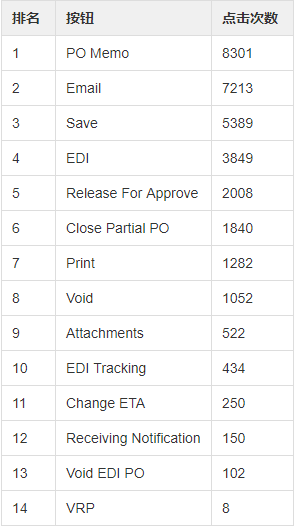 排名 按钮 点击次数
1 PO Memo 8301
2 Email 7213
3 Save 5389
4 EDI 3849
5 Release For Approve 2008
6 Close Partial PO 1840
7 Print 1282
8 Void 1052
9 Attachments 522
10 EDI Tracking 434
11 Change ETA 250
12 Receiving Notification 150
13 Void EDI PO 102
14 VRP 8